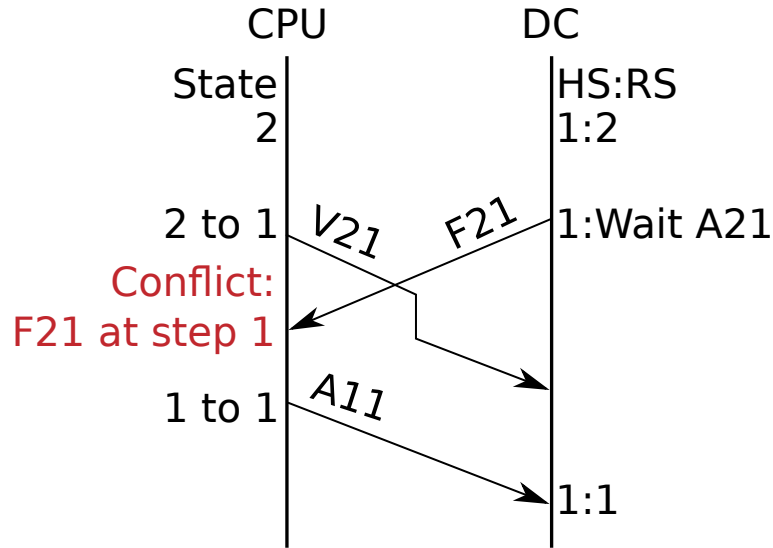 CPU DC
State HS:RS
2 1:2
2 to 1 V21 F21 1:Wait A21
Conflict:
F21 at step 1
1 to 1 A11
1:1